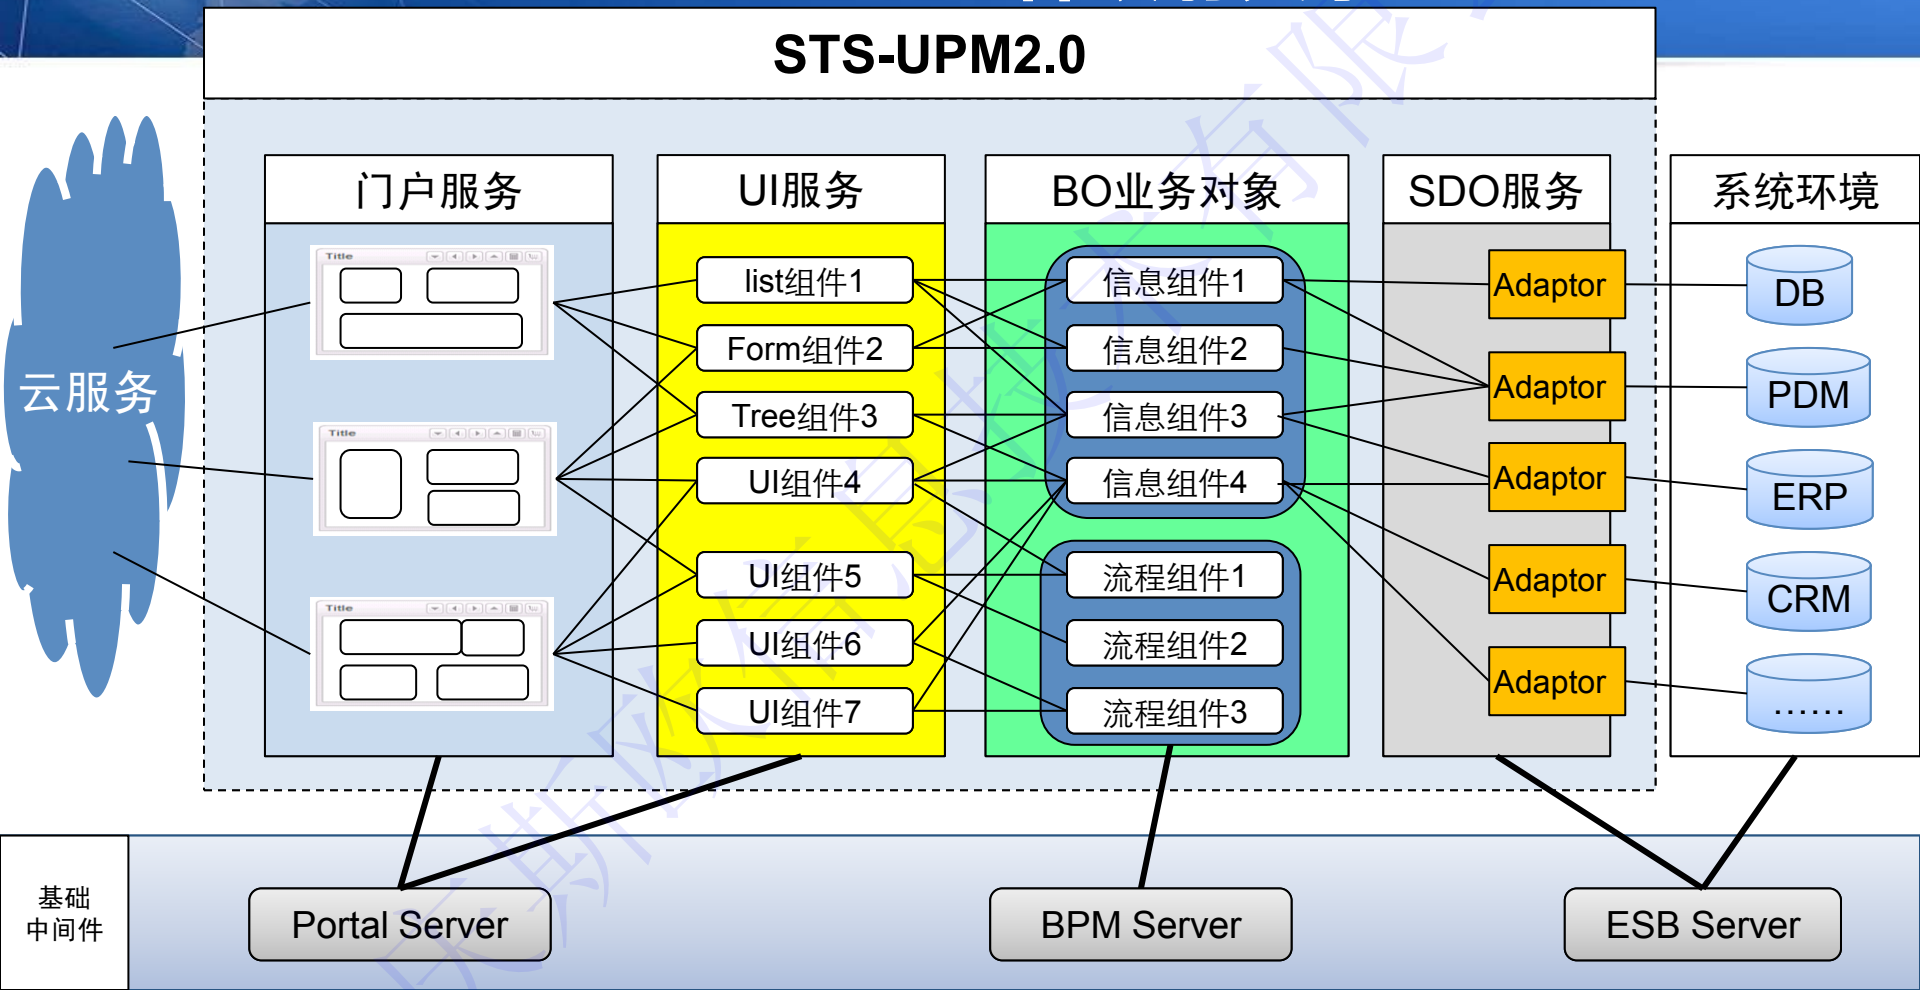 STS-UPM2.0
门户服务
UI服务
BO业务对象
SDO服务
系统环境
云服务
Title
Title
Title
list组件1
Form组件2
Tree组件3
UI组件4
UI组件5
UI组件6
UI组件7
信息组件1
信息组件2
信息组件3
信息组件4
流程组件1
流程组件2
流程组件3
Adaptor
Adaptor
Adaptor
Adaptor
Adaptor
DB
PDM
ERP
CRM
......
基础
中间件
Portal Server
BPM Server
ESB Server